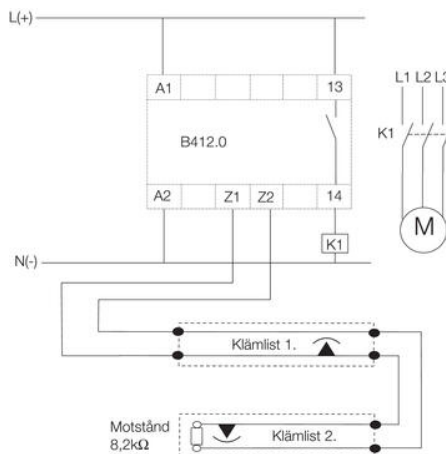 L(+)
A1
13
L1 L2 L3
K1
B412.0
A2
Z1
Z2
14
M
K1
N(-)
Klämlist 1.
Motstånd
8,2kΩ
Klämlist 2.